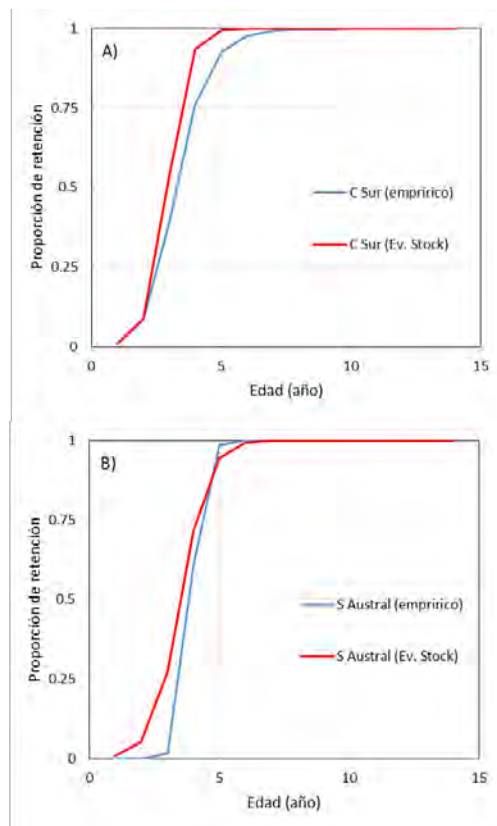 A)
1
0.75
0.5
0.25
0
Proporción de retención
C Sur (empririco)
C Sur (Ev. Stock)
0 5 10 15
Edad (año)
B)
1
0.75
0.5
0.25
0
Proporción de retención
S Austral (empririco)
S Austral (Ev. Stock)
0 5 10 15
Edad (año)